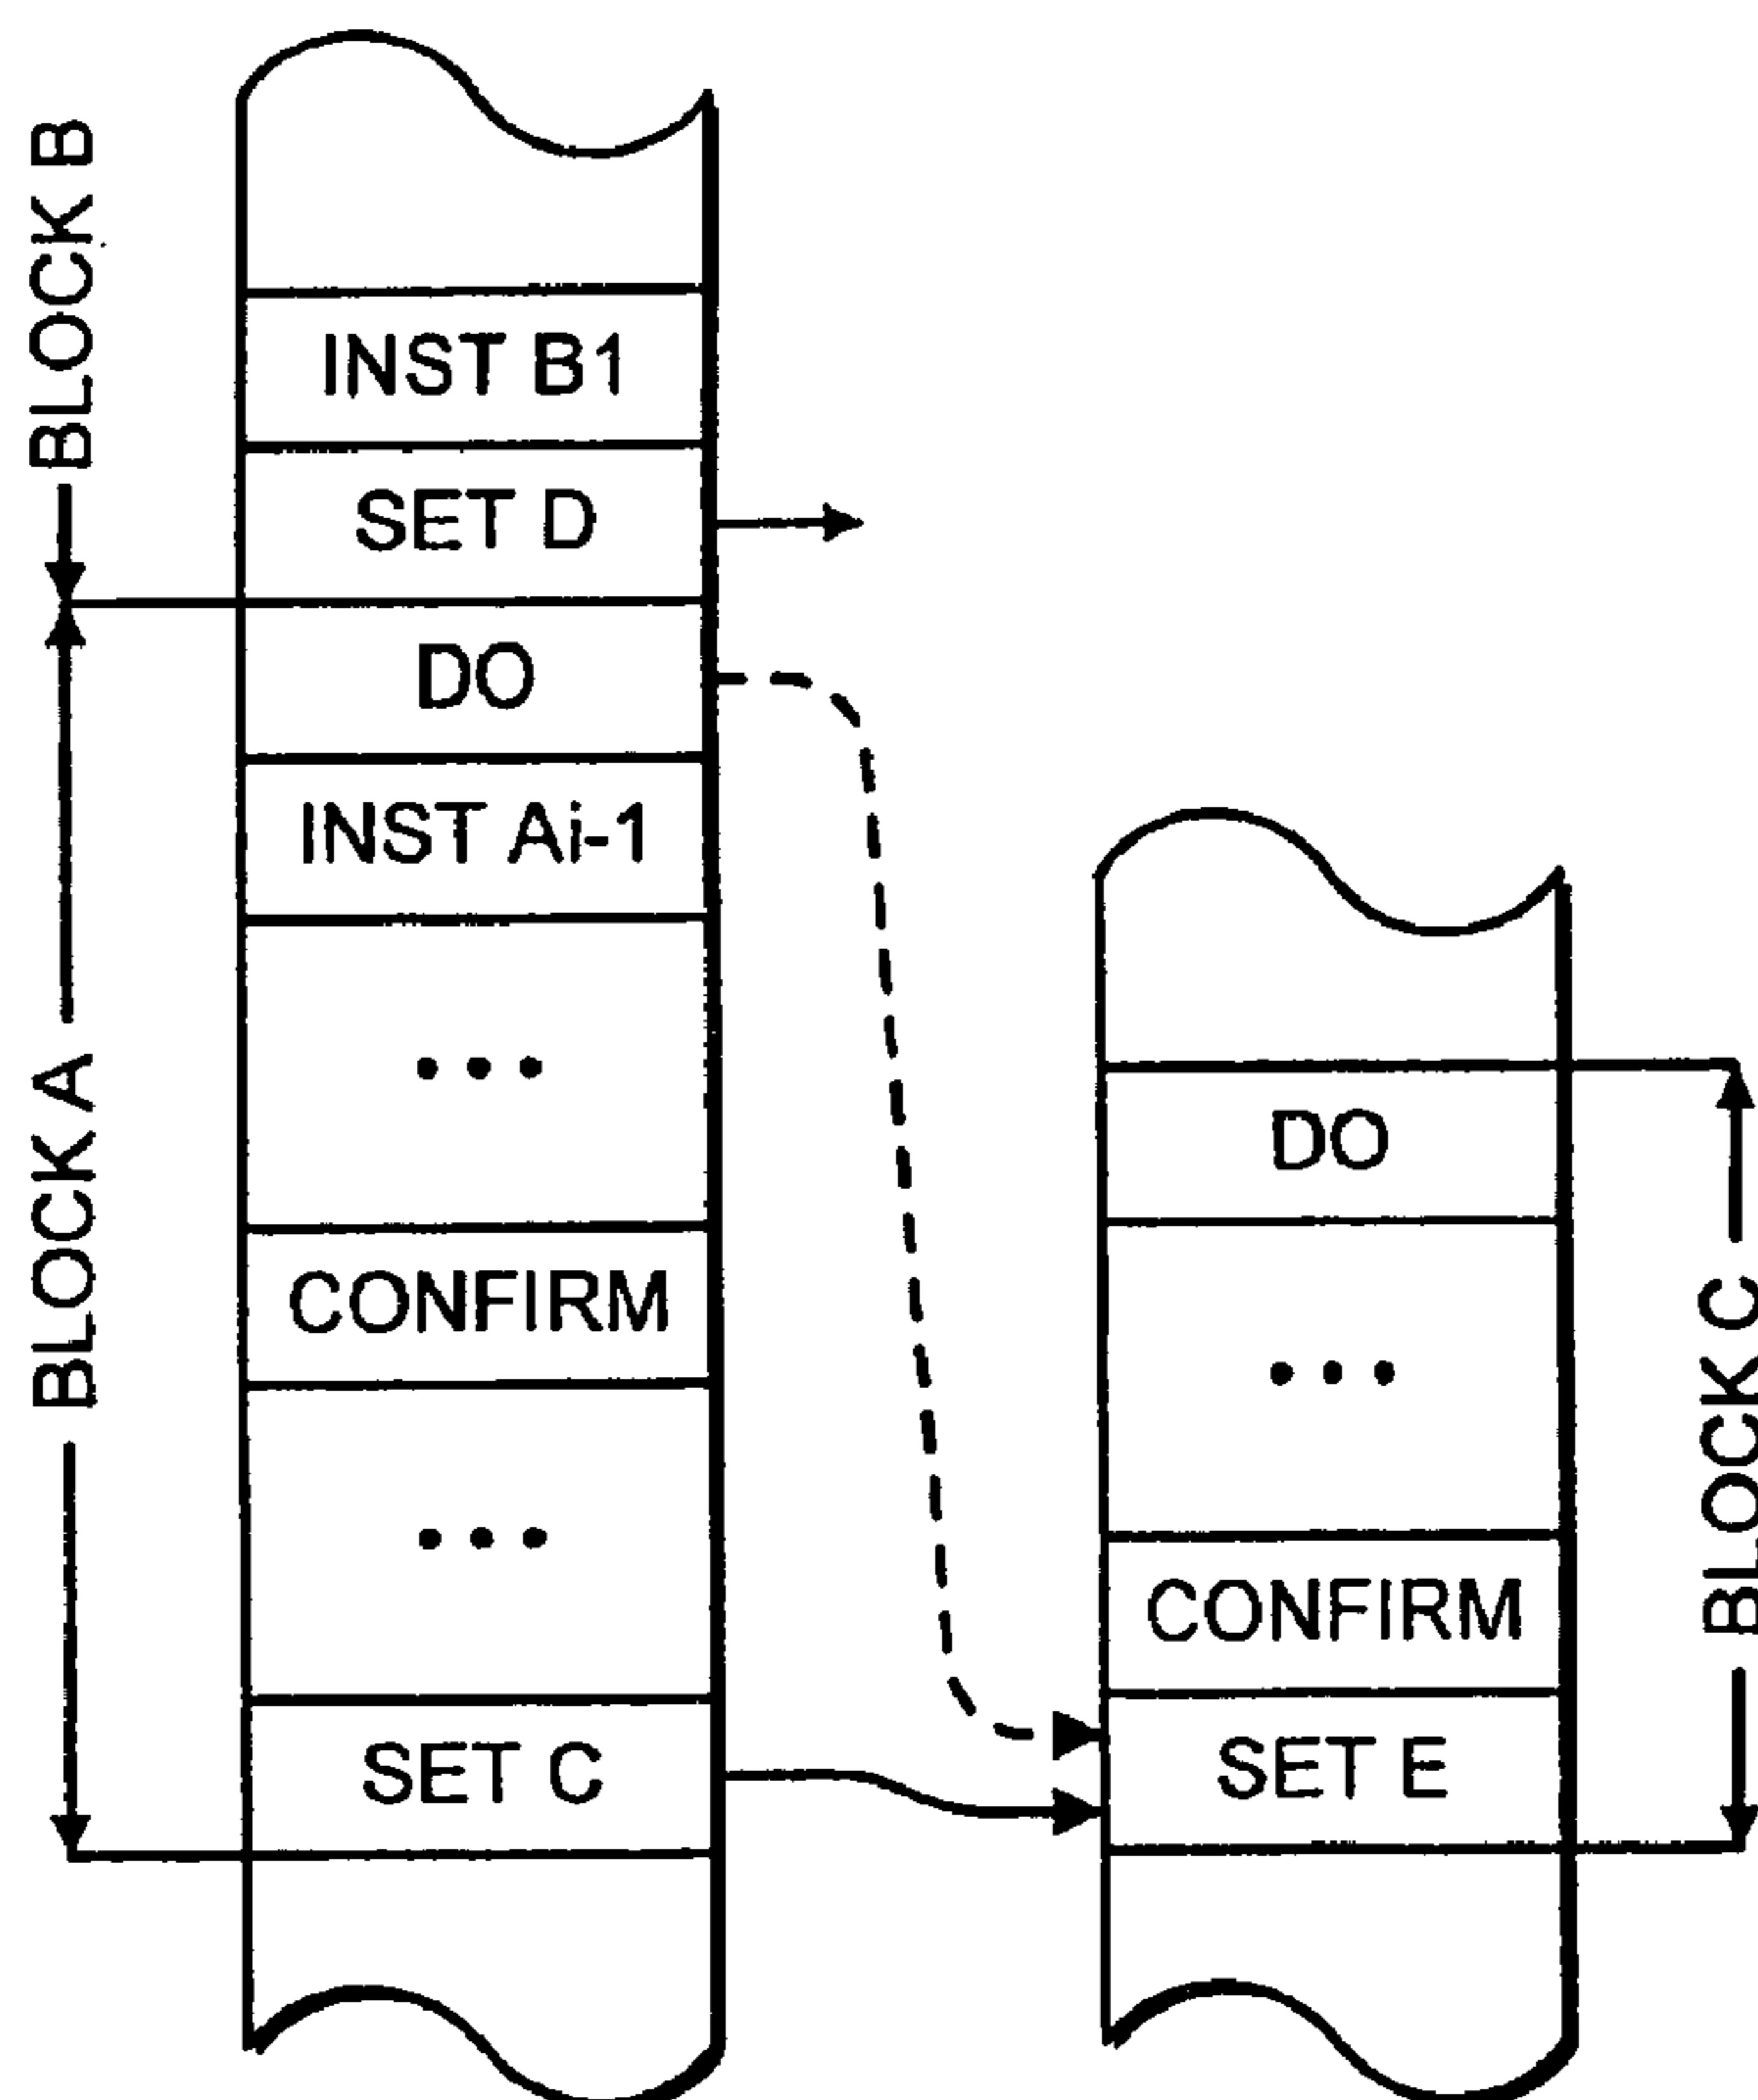 BLOCK B
INST B1
SET D
DO
INST Ai-1
• • •
CONFIRM
• • •
SET C
BLOCK A
DO
• • •
CONFIRM
SET E
BLOCK C